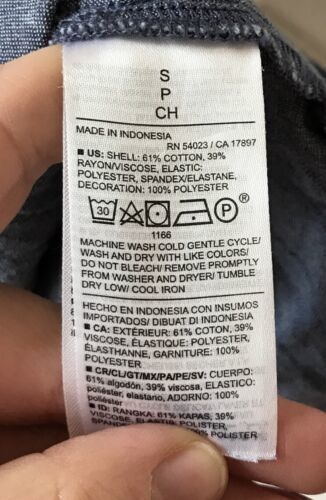 S
P
CH
MADE IN INDONESIA
RN 54023 / CA 17897
■ US: SHELL: 61% COTTON, 39%
RAYON/VISCOSE, ELASTIC:
POLYESTER, SPANDEX/ELASTANE,
DECORATION: 100% POLYESTER
30 P ®
1166
MACHINE WASH COLD GENTLE CYCLE/
WASH AND DRY WITH LIKE COLORS/
DO NOT BLEACH/ REMOVE PROMPTLY
FROM WASHER AND DRYER/ TUMBLE
DRY LOW/ COOL IRON
HECHO EN INDONESIA CON INSUMOS
IMPORTADOS/ DIBUAT DI INDONESIA
■ CA: EXTÉRIEUR: 61% COTON, 39%
VISCOSE, ÉLASTIQUE: POLYESTER,
ÉLASTHANNE, GARNITURE: 100%
POLYESTER
■ CR/CL/GT/MX/PA/PE/SV: CUERPO:
61% algodón, 39% viscosa, ELASTICO:
poliéster, elastano, ADORNO: 100%
poliéster
■ ID: RANGKA: 61% KAPAS, 39%
VISCOSE, ELASTIK: POLISTER,